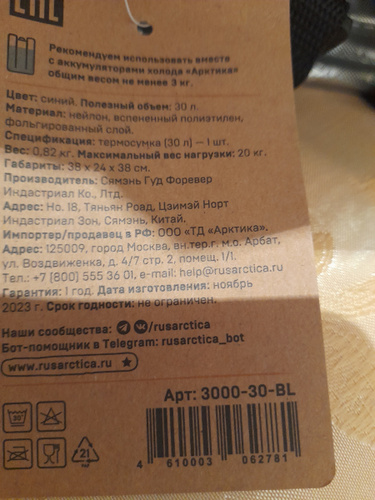 EAC
Рекомендуем использовать вместе
с аккумуляторами холода «Арктика»
общим весом не менее 3 кг.
Цвет: синий. Полезный объем: 30 л.
Материал: нейлон, вспененный полиэтилен,
фольгированный слой.
Спецификация: термосумка (30 л) — 1 шт.
Вес: 0,82 кг. Максимальный вес нагрузки: 20 кг.
Габариты: 38 x 24 x 38 см.
Производитель: Сямэнь Гуд Форевер
Индастриал Ко., Лтд.
Адрес: Но. 18, Тяньян Роад, Цзимэй Норт
Индастриал Зон, Сямэнь, Китай.
Импортер/продавец в РФ: ООО «ТД «Арктика».
Адрес: 125009, город Москва, вн.тер.г. м.о. Арбат,
ул. Воздвиженка, д. 4/7 стр. 2, помещ. 1/1.
Тел.: +7 (800) 555 36 01, e-mail: help@rusarctica.ru
Гарантия: 1 год. Дата изготовления: ноябрь
2023 г. Срок годности: не ограничен.
Наши сообщества: /rusarctica
Бот-помощник в Telegram: rusarctica_bot
www.rusarctica.ru
Арт: 3000-30-BL
21
4 610003 062781